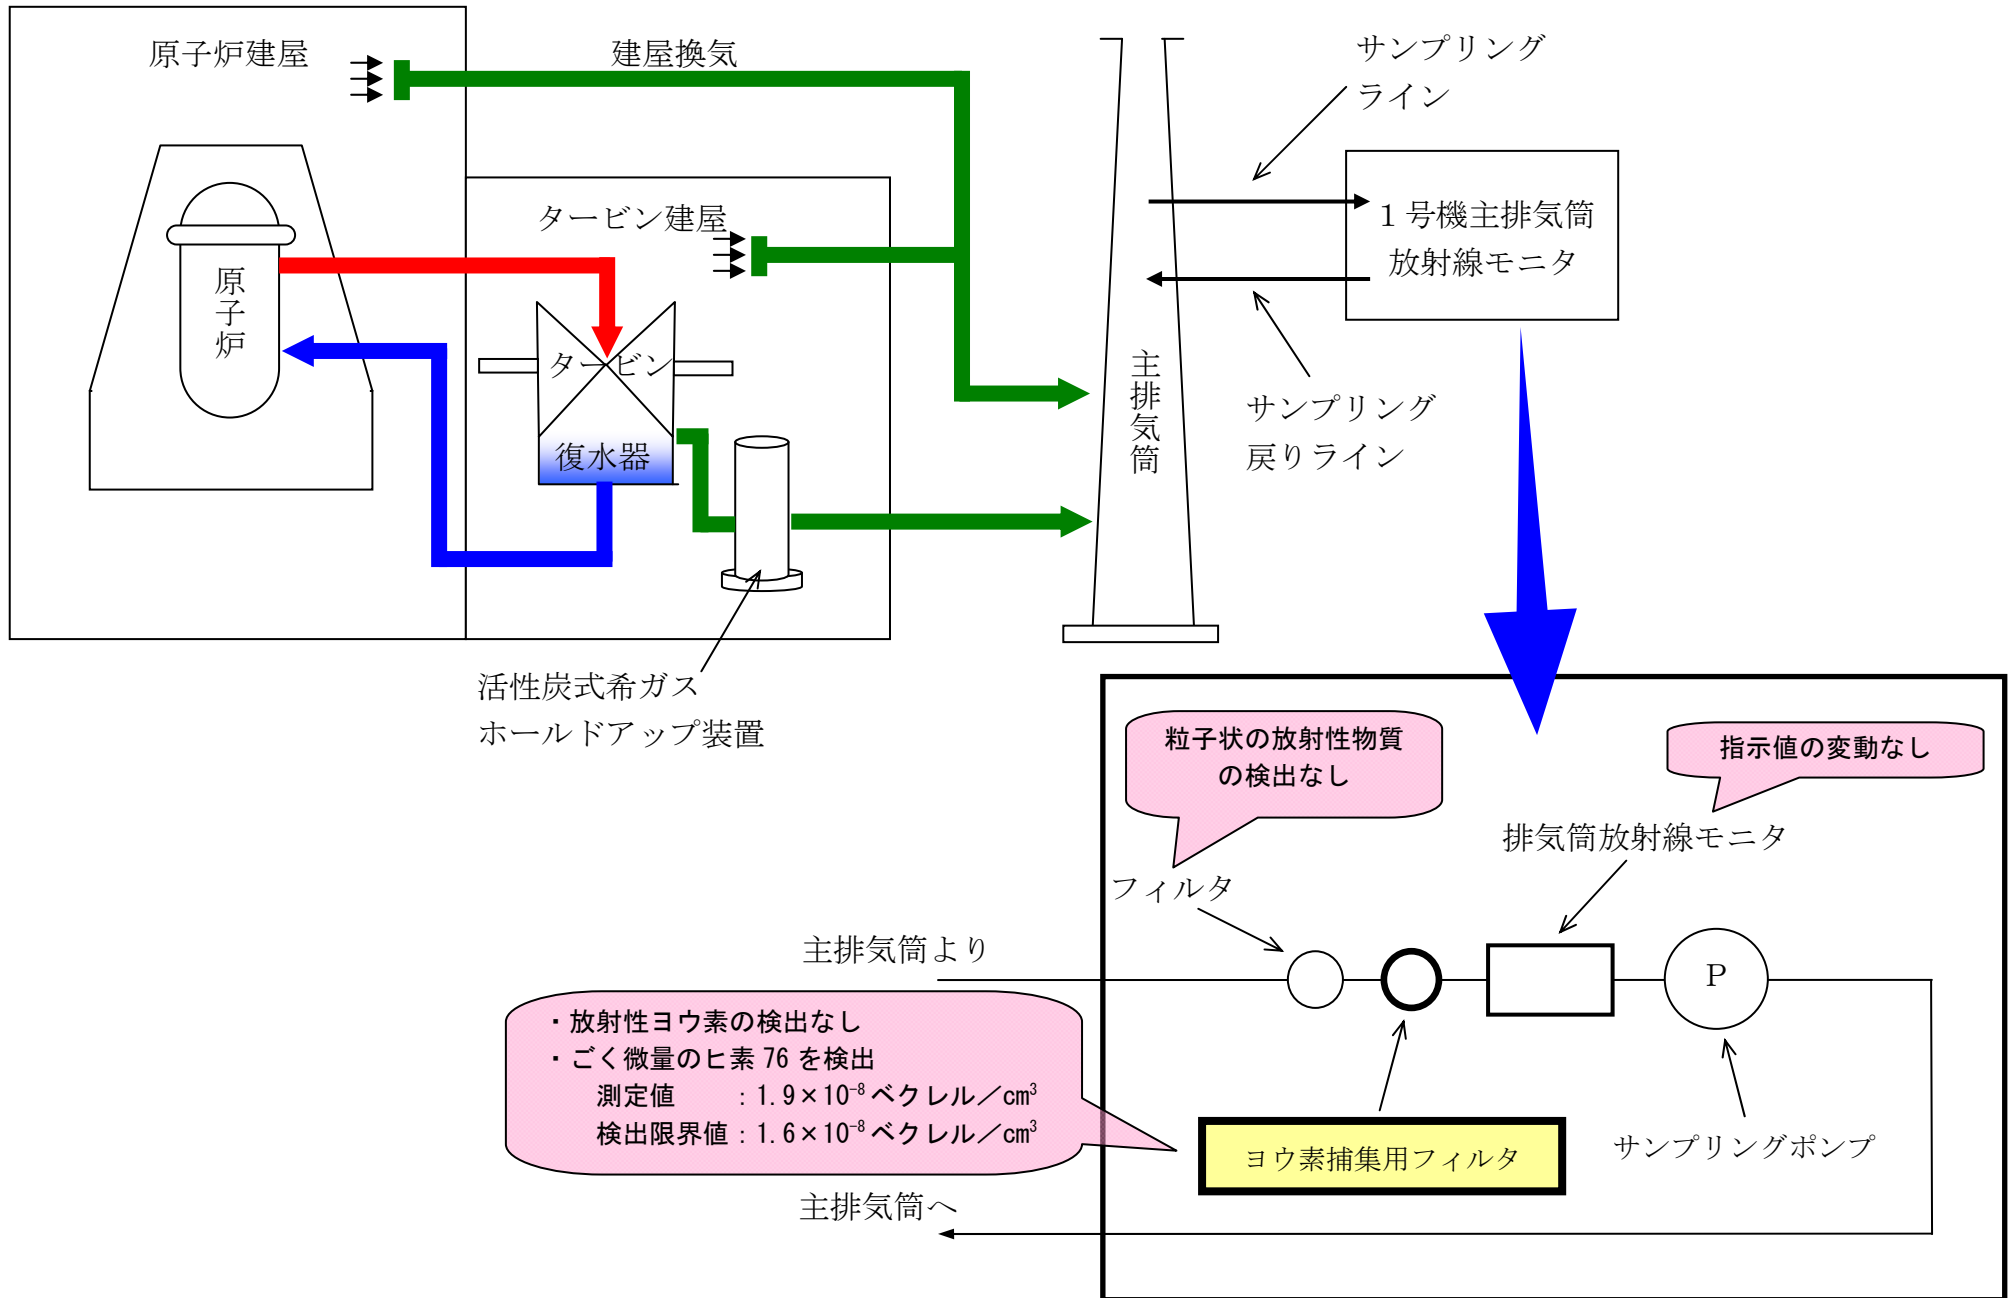 原子炉建屋
建屋換気
サンプリング
ライン
タービン建屋
1号機主排気筒
放射線モニタ
原子炉
タービン
主排気筒
サンプリング
戻りライン
復水器
活性炭式希ガス
ホールドアップ装置
粒子状の放射性物質
の検出なし
指示値の変動なし
排気筒放射線モニタ
フィルタ
主排気筒より
P
・放射性ヨウ素の検出なし
・ごく微量のヒ素 76 を検出
測定値 : 1.9×10⁻⁸ ベクレル／cm³
検出限界値 : 1.6×10⁻⁸ ベクレル／cm³
ヨウ素捕集用フィルタ
サンプリングポンプ
主排気筒へ